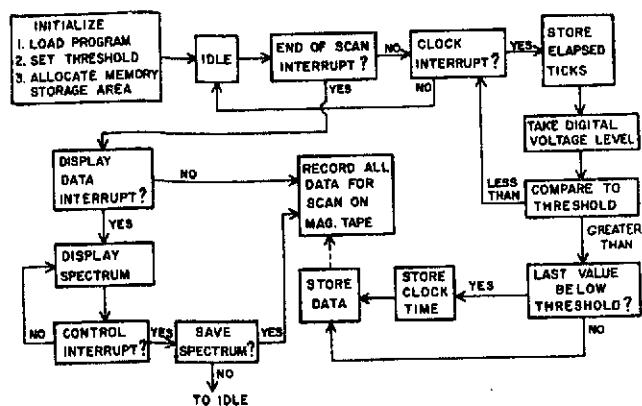 INITIALIZE
1. LOAD PROGRAM
2. SET THRESHOLD
3. ALLOCATE MEMORY
STORAGE AREA
IDLE
END OF SCAN
INTERRUPT?
NO
CLOCK
INTERRUPT?
YES
STORE
ELAPSED
TICKS
NO
YES
TAKE DIGITAL
VOLTAGE LEVEL
DISPLAY
DATA
INTERRUPT?
NO
RECORD ALL
DATA FOR
SCAN ON
MAG. TAPE
LESS
THAN
COMPARE TO
THRESHOLD
YES
GREATER
THAN
DISPLAY
SPECTRUM
STORE
DATA
STORE
CLOCK
TIME
YES
LAST VALUE
BELOW
THRESHOLD?
NO
NO
CONTROL
INTERRUPT?
YES
SAVE
SPECTRUM?
YES
NO
TO IDLE